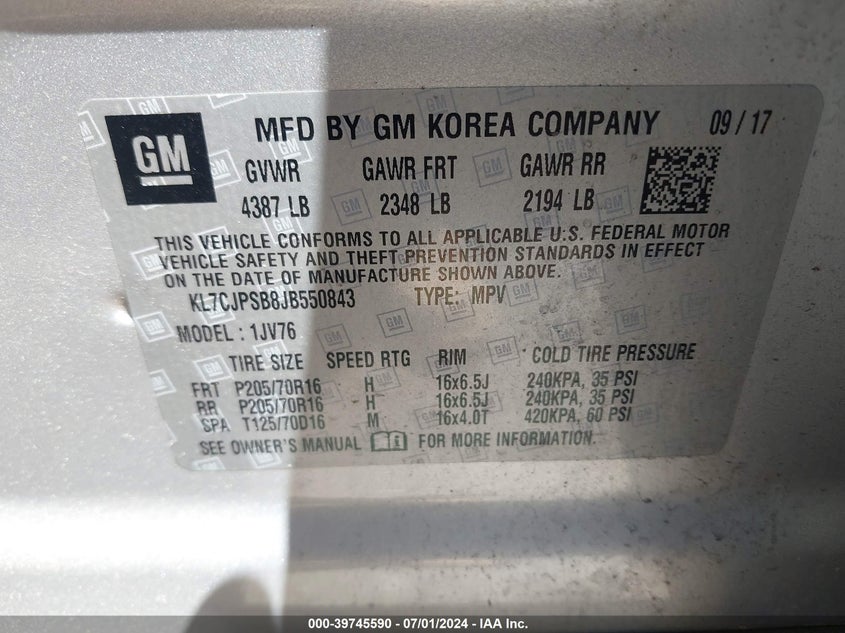 GM
MFD BY GM KOREA COMPANY 09/17
GVWR GAWR FRT GAWR RR
4387 LB 2348 LB 2194 LB
THIS VEHICLE CONFORMS TO ALL APPLICABLE U.S. FEDERAL MOTOR
VEHICLE SAFETY AND THEFT PREVENTION STANDARDS IN EFFECT
ON THE DATE OF MANUFACTURE SHOWN ABOVE.
KL7CJPSB8JB550843 TYPE: MPV
MODEL : 1JV76
TIRE SIZE SPEED RTG RIM COLD TIRE PRESSURE
FRT P205/70R16 H 16x6.5J 240KPA, 35 PSI
RR P205/70R16 H 16x6.5J 240KPA, 35 PSI
SPA T125/70D16 M 16x4.0T 420KPA, 60 PSI
SEE OWNER'S MANUAL FOR MORE INFORMATION.
000-39745590 - 07/01/2024 - IAA Inc.